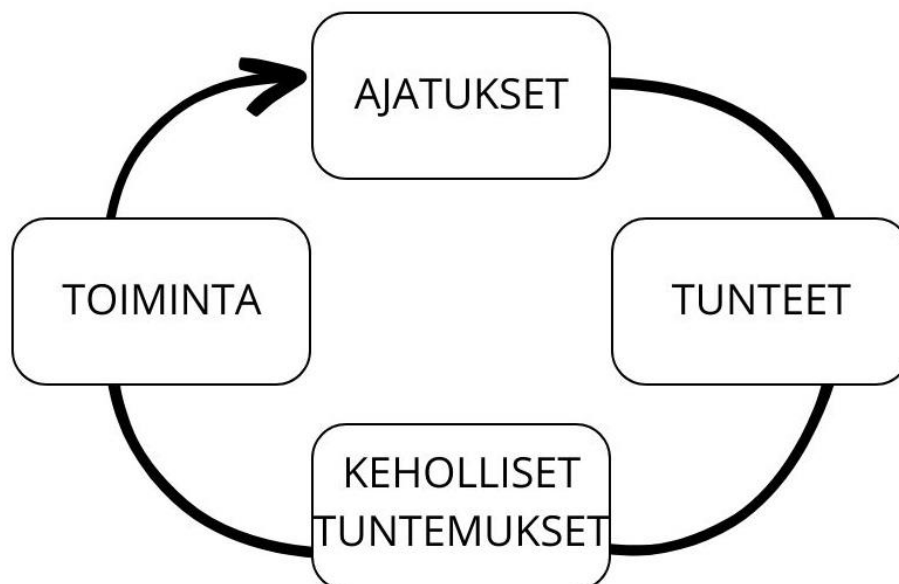 AJATUKSET
TOIMINTA
TUNTEET
KEHOLLISET
TUNTEMUKSET